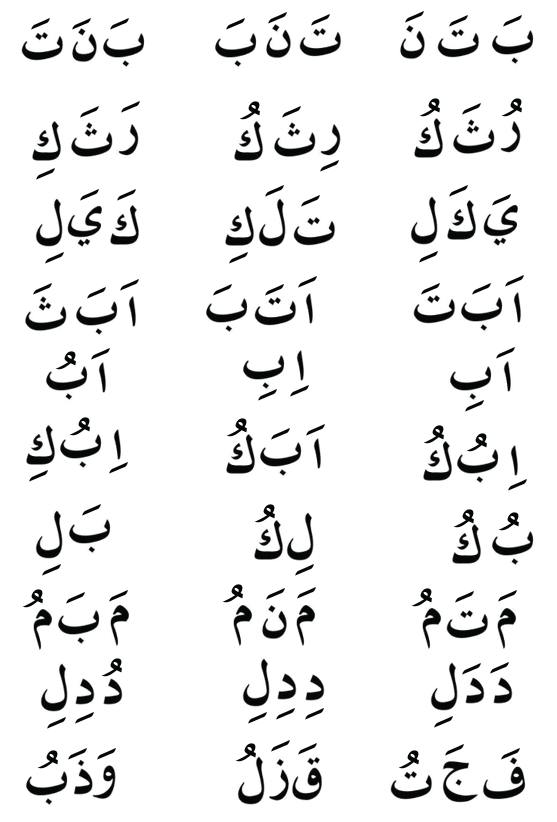 بَ تَ نَ تَ نَ بَ بَ نَ تَ
رُ ثَ كُ رِ ثَ كُ رَ ثَ كِ
يَ كَ لِ تَ لَ كِ كَ يَ لِ
اَ بَ تَ اَ تَ بَ اَ بَ ثَ
اَ بِ اِ بِ اَ بُ
اِ بُ كُ اَ بَ كُ اِ بُ كِ
بُ كُ لِ كُ بَ لِ
مَ تَ مُ مَ نَ مُ مَ بَ مُ
دَ دَ لِ دِ دِ لِ دُ دِ لِ
فَ جَ تُ قَ زَ لُ وَ ذَ بُ